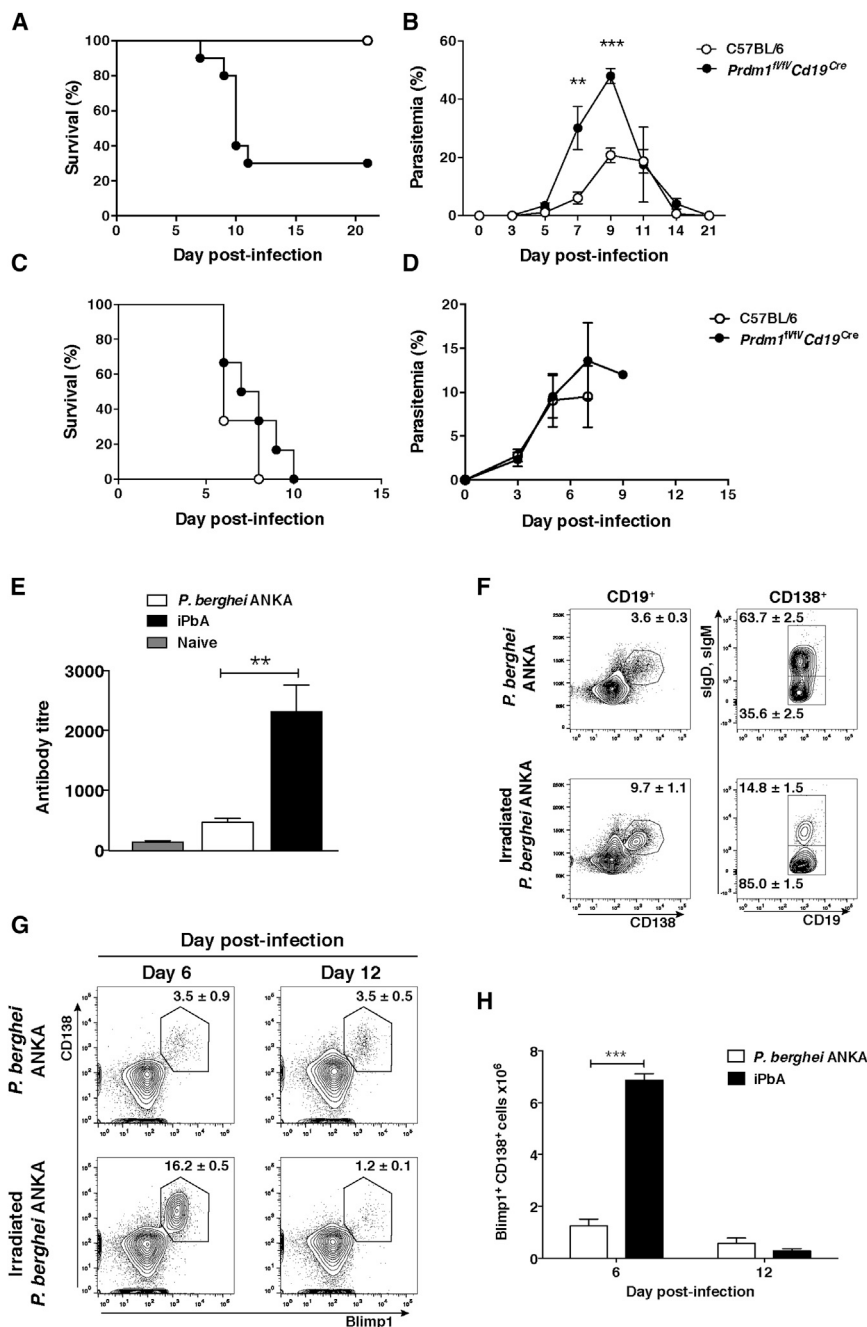 A
Survival (%)
100
80
60
40
20
0
0
5
10
15
20
Day post-infection
B
Parasitemia (%)
60
40
20
0
**
***
0
3
5
7
9
11
14
21
Day post-infection
C57BL/6
Prdm1fl/fl/Cd19Cre
C
Survival (%)
100
80
60
40
20
0
0
5
10
15
Day post-infection
D
Parasitemia (%)
20
15
10
5
0
0
3
6
9
12
15
Day post-infection
C57BL/6
Prdm1fl/fl/Cd19Cre
E
P. berghei ANKA
iPbA
Naive
**
Antibody titre
3000
2000
1000
0
F
CD19+
CD138+
P. berghei
ANKA
3.6 ± 0.3
sIgD, sIgM
63.7 ± 2.5
35.6 ± 2.5
Irradiated
P. berghei ANKA
9.7 ± 1.1
14.8 ± 1.5
85.0 ± 1.5
CD138
CD19
G
Day post-infection
Day 6
Day 12
CD138
P. berghei
ANKA
3.5 ± 0.9
3.5 ± 0.5
Irradiated
P. berghei ANKA
16.2 ± 0.5
1.2 ± 0.1
Blimp1
H
P. berghei ANKA
iPbA
***
Blimp1+ CD138+ cells x106
8
6
4
2
0
6
12
Day post-infection